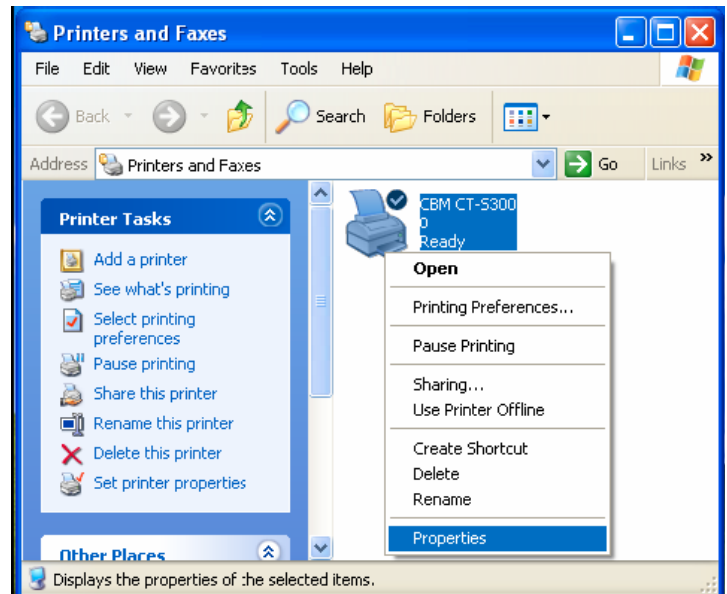 Printers and Faxes
File Edit View Favorites Tools Help
Back Search Folders
Address Printers and Faxes Go Links »
Printer Tasks
Add a printer
See what's printing
Select printing
preferences
Pause printing
Share this printer
Rename this printer
Delete this printer
Set printer properties
Other Places
CBM CT-S300
0
Ready
Open
Printing Preferences...
Pause Printing
Sharing...
Use Printer Offline
Create Shortcut
Delete
Rename
Properties
Displays the properties of the selected items.